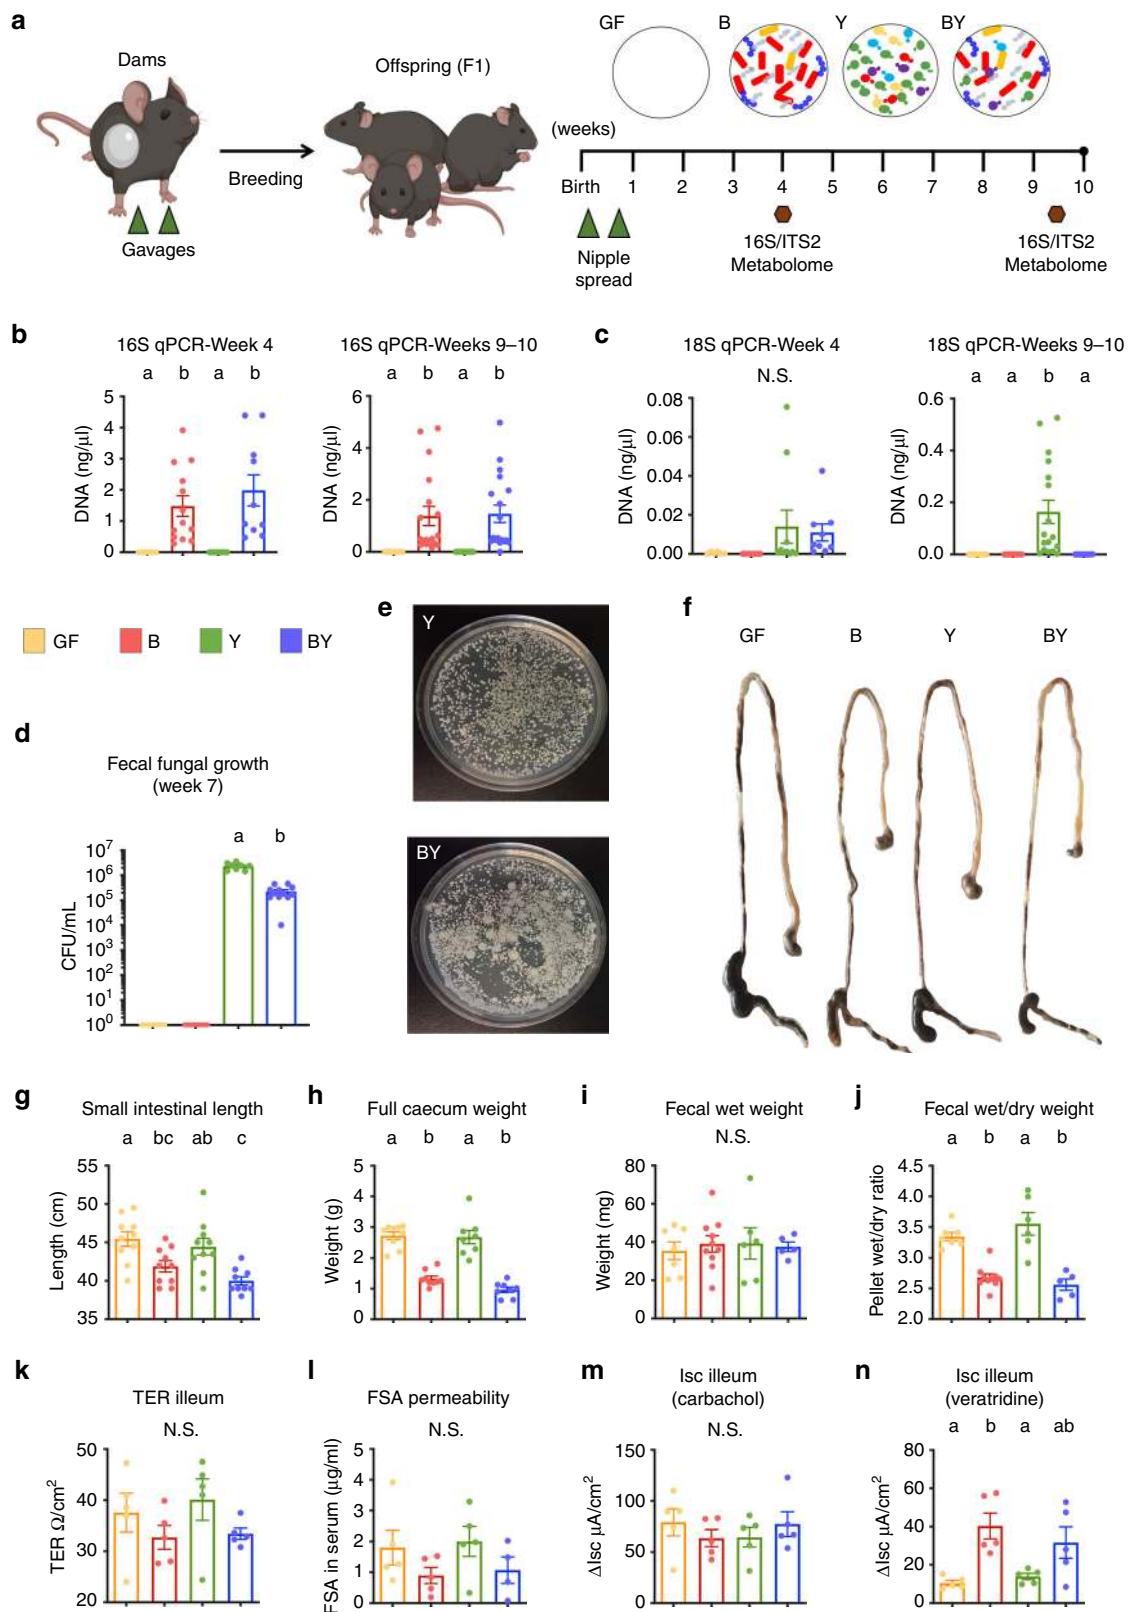 a
Dams
Offspring (F1)
Breeding
Gavages
GF B Y BY
(weeks)
Birth 1 2 3 4 5 6 7 8 9 10
Nipple
spread
16S/ITS2
Metabolome
16S/ITS2
Metabolome
b
16S qPCR-Week 4
a b a b
DNA (ng/µl)
5
4
3
2
1
0
16S qPCR-Weeks 9–10
a b a b
DNA (ng/µl)
6
4
2
0
c
18S qPCR-Week 4
N.S.
DNA (ng/µl)
0.08
0.06
0.04
0.02
0.00
18S qPCR-Weeks 9–10
a a b a
DNA (ng/µl)
0.6
0.4
0.2
0.0
GF B Y BY
d
Fecal fungal growth
(week 7)
a b
CFU/mL
10⁷
10⁶
10⁵
10⁴
10³
10²
10¹
10⁰
e
Y
BY
f
GF B Y BY
g
Small intestinal length
a bc ab c
Length (cm)
55
50
45
40
35
h
Full caecum weight
a b a b
Weight (g)
5
4
3
2
1
0
i
Fecal wet weight
N.S.
Weight (mg)
80
60
40
20
0
j
Fecal wet/dry weight
a b a b
Pellet wet/dry ratio
4.5
4.0
3.5
3.0
2.5
2.0
k
TER illeum
N.S.
TER Ω/cm²
50
40
30
20
l
FSA permeability
N.S.
FSA in serum (µg/ml)
5
4
3
2
1
0
m
Isc illeum
(carbachol)
N.S.
ΔIsc µA/cm²
150
100
50
0
n
Isc illeum
(veratridine)
a b a ab
ΔIsc µA/cm²
80
60
40
20
0